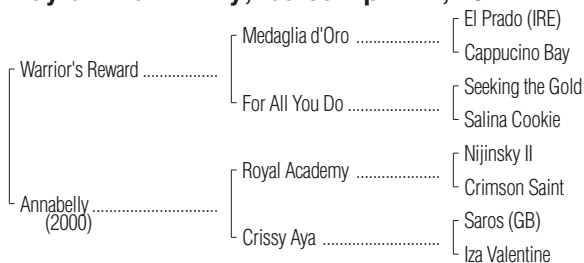 El Prado (IRE)
Medaglia d'Oro ......................
Cappucino Bay
Warrior's Reward ..................
Seeking the Gold
For All You Do ........................
Salina Cookie
Nijinsky II
Royal Academy ......................
Crimson Saint
Annabelly ..............................
(2000)
Saros (GB)
Crissy Aya .............................
Iza Valentine